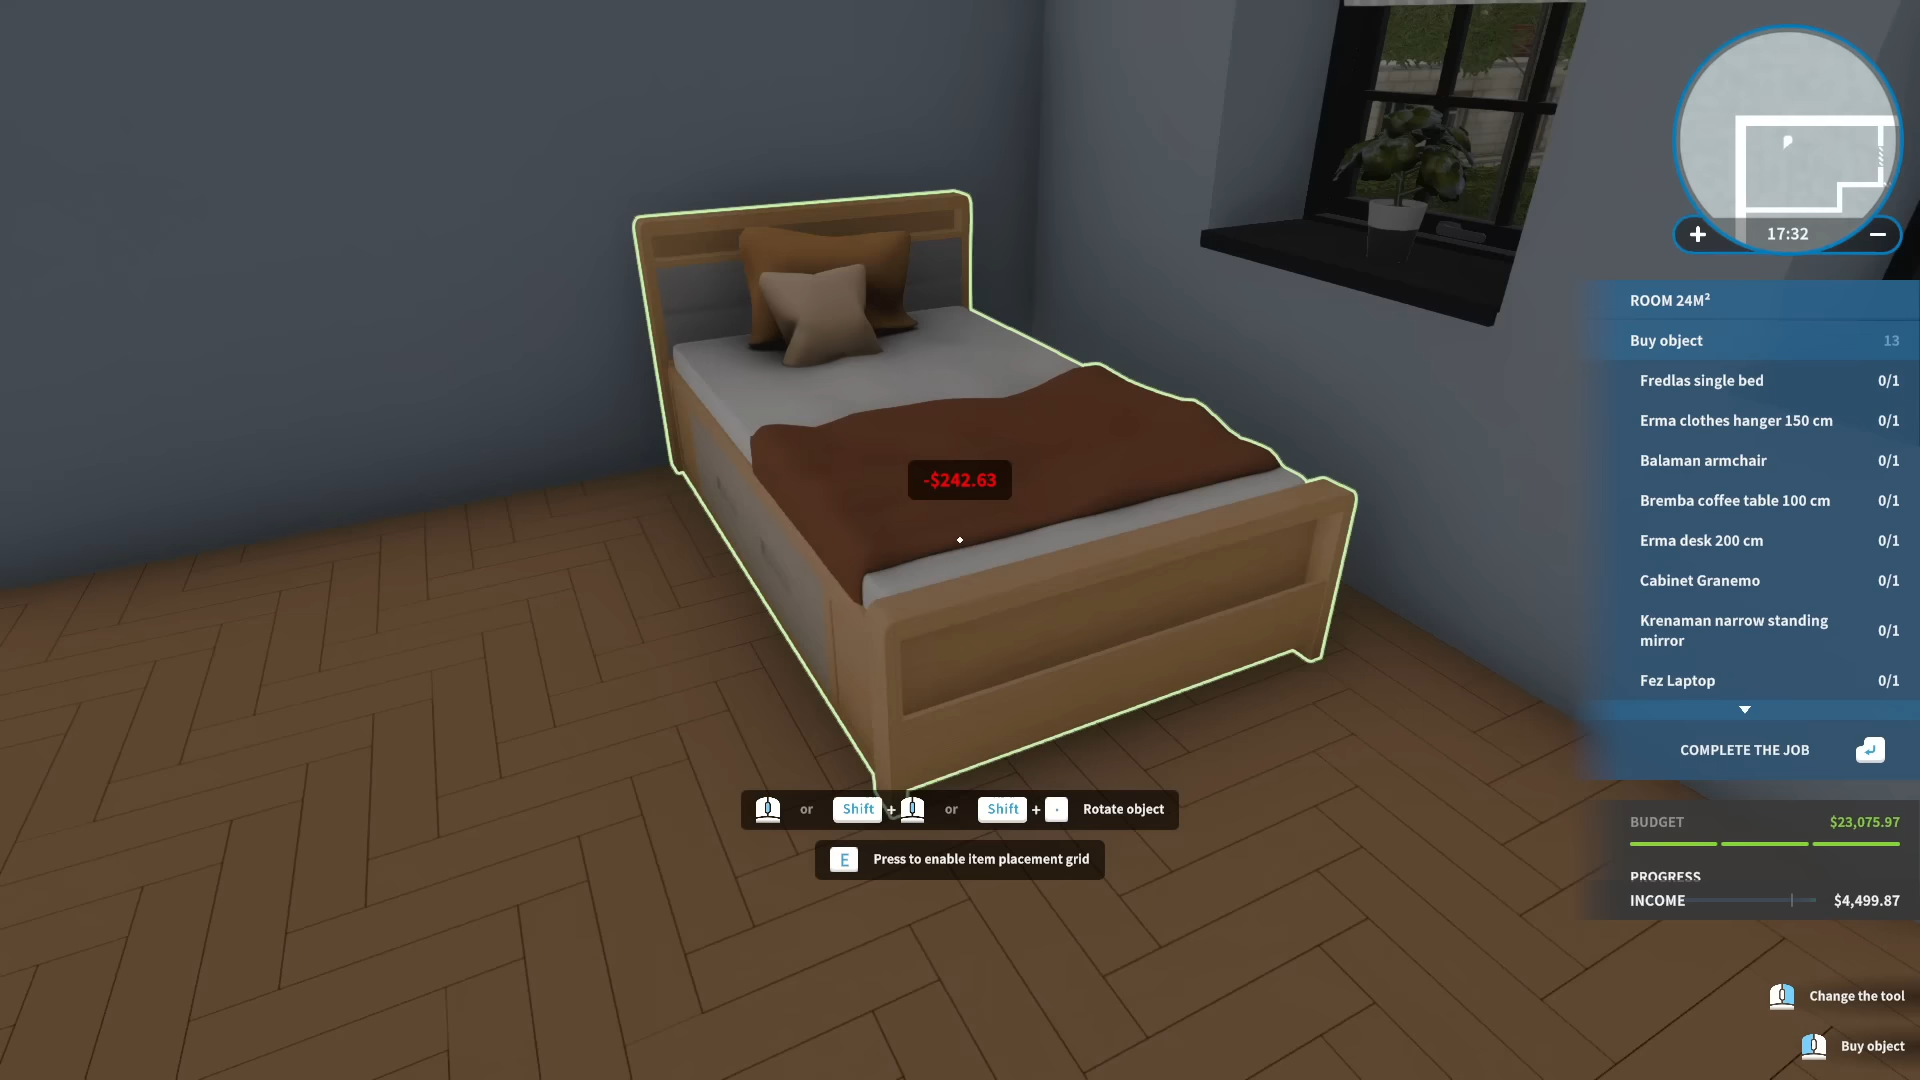 17:32
ROOM 24M²
Buy object 13
Fredlas single bed 0/1
Erma clothes hanger 150 cm 0/1
Balaman armchair 0/1
Bremba coffee table 100 cm 0/1
Erma desk 200 cm 0/1
Cabinet Granemo 0/1
Krenaman narrow standing
mirror 0/1
Fez Laptop 0/1
COMPLETE THE JOB
-$242.63
or Shift + or Shift + . Rotate object
E Press to enable item placement grid
BUDGET $23,075.97
PROGRESS
INCOME $4,499.87
Change the tool
Buy object